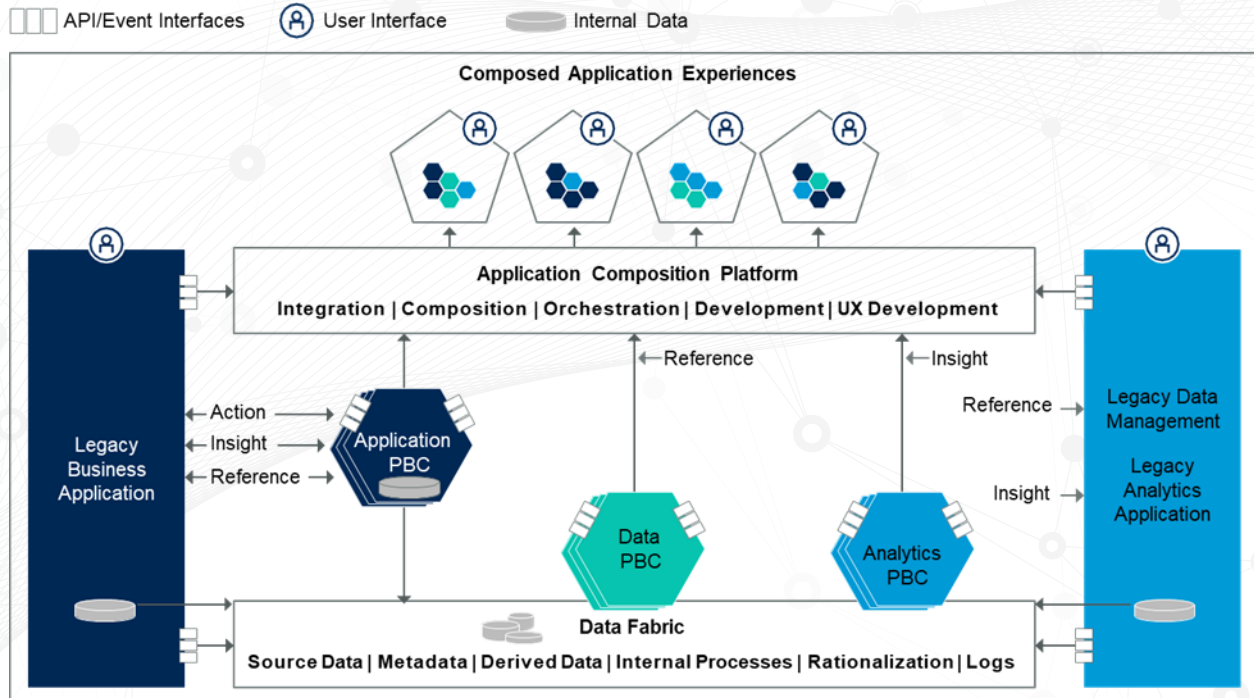 API/Event Interfaces
User Interface
Internal Data
Composed Application Experiences
Application Composition Platform
Integration | Composition | Orchestration | Development | UX Development
Reference
Insight
Action
Insight
Reference
Legacy
Business
Application
Application
PBC
Data
PBC
Analytics
PBC
Reference
Insight
Legacy Data
Management
Legacy
Analytics
Application
Data Fabric
Source Data | Metadata | Derived Data | Internal Processes | Rationalization | Logs